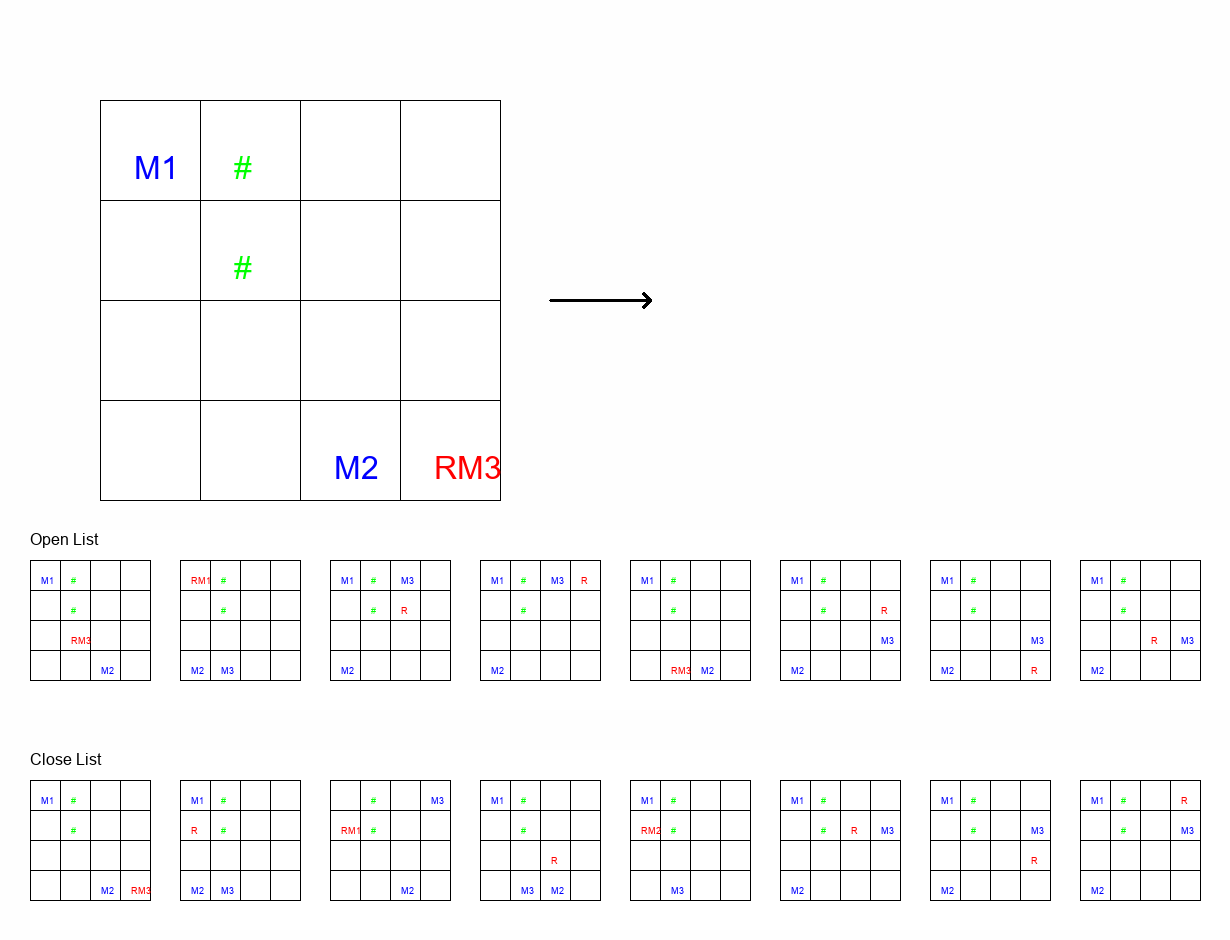 M1 #
#
M2 RM3
Open List
M1 # RM1 # M1 # M3 M1 # M3 R M1 # M1 # M1 # M1 #
# # # R # # # R # #
RM3 M3 M3 R M3
M2 M2 M3 M2 M2 RM3 M2 M2 M2 R M2
Close List
M1 # M1 # # M3 M1 # M1 # M1 # M1 # M1 # R
# R # RM1 # # RM2 # # R M3 # M3 # M3
R R
M2 RM3 M2 M3 M2 M3 M2 M3 M2 M2 M2